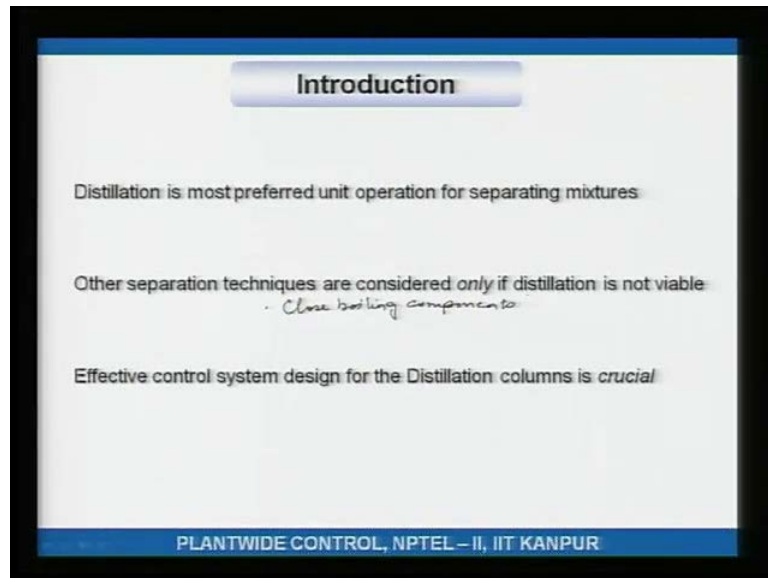 Introduction
Distillation is most preferred unit operation for separating mixtures
Other separation techniques are considered only if distillation is not viable
· Close boiling components
Effective control system design for the Distillation columns is crucial
PLANTWIDE CONTROL, NPTEL – II, IIT KANPUR